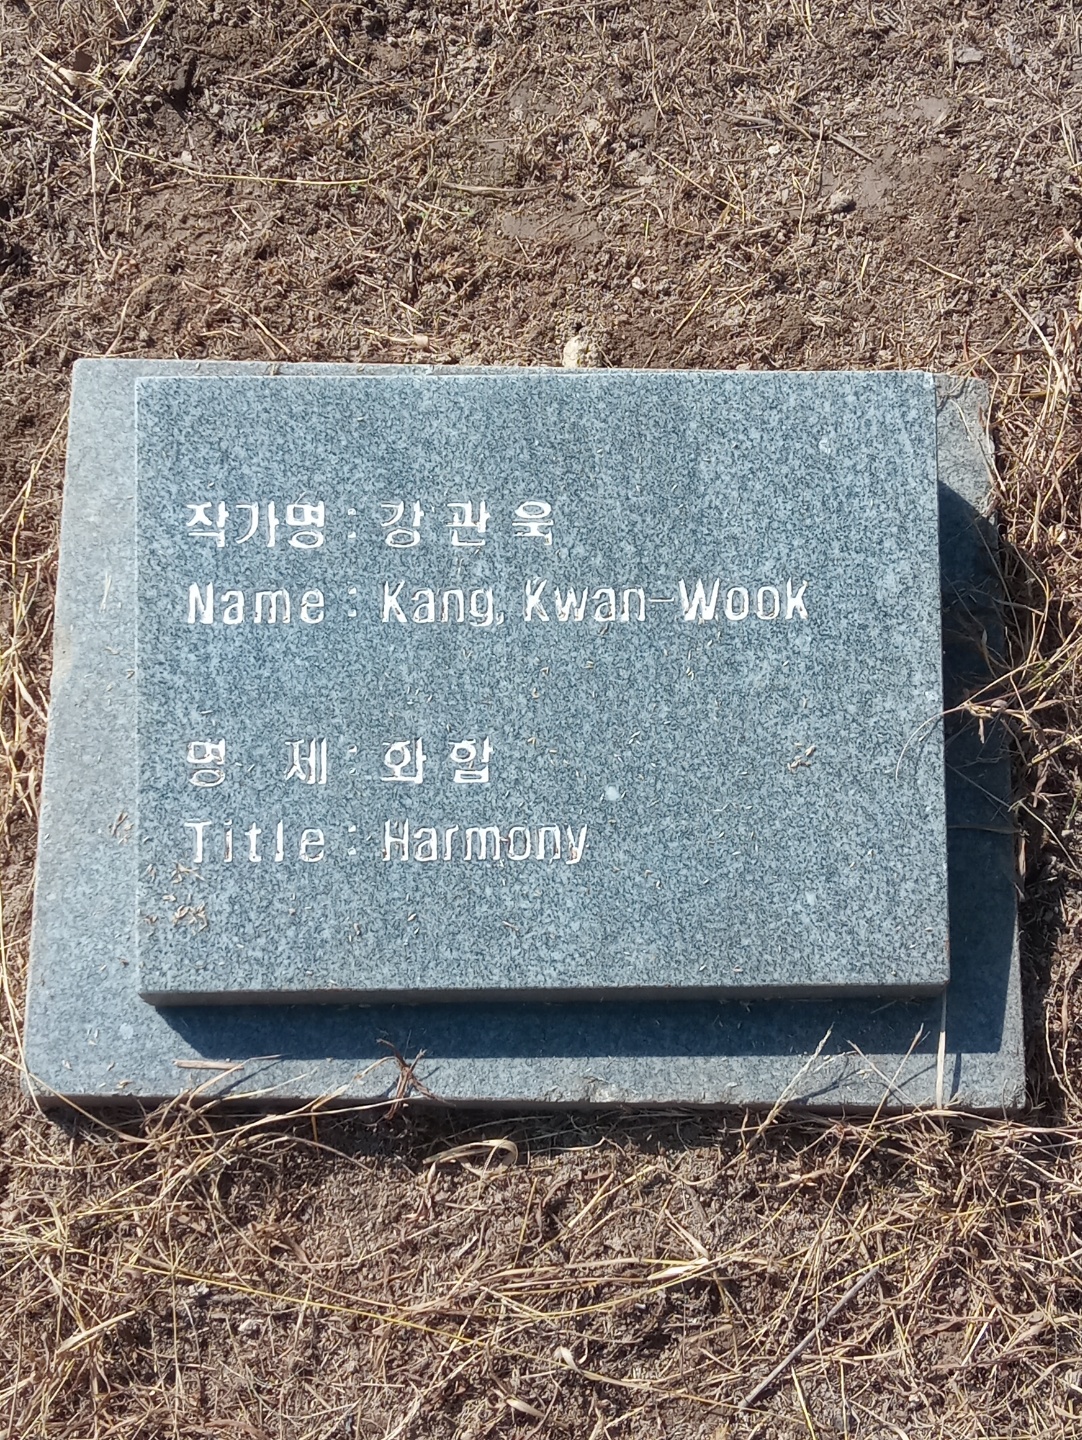 작가명 : 강 관 욱
Name : Kang, Kwan-Wook
명 제 : 화 합
Title : Harmony